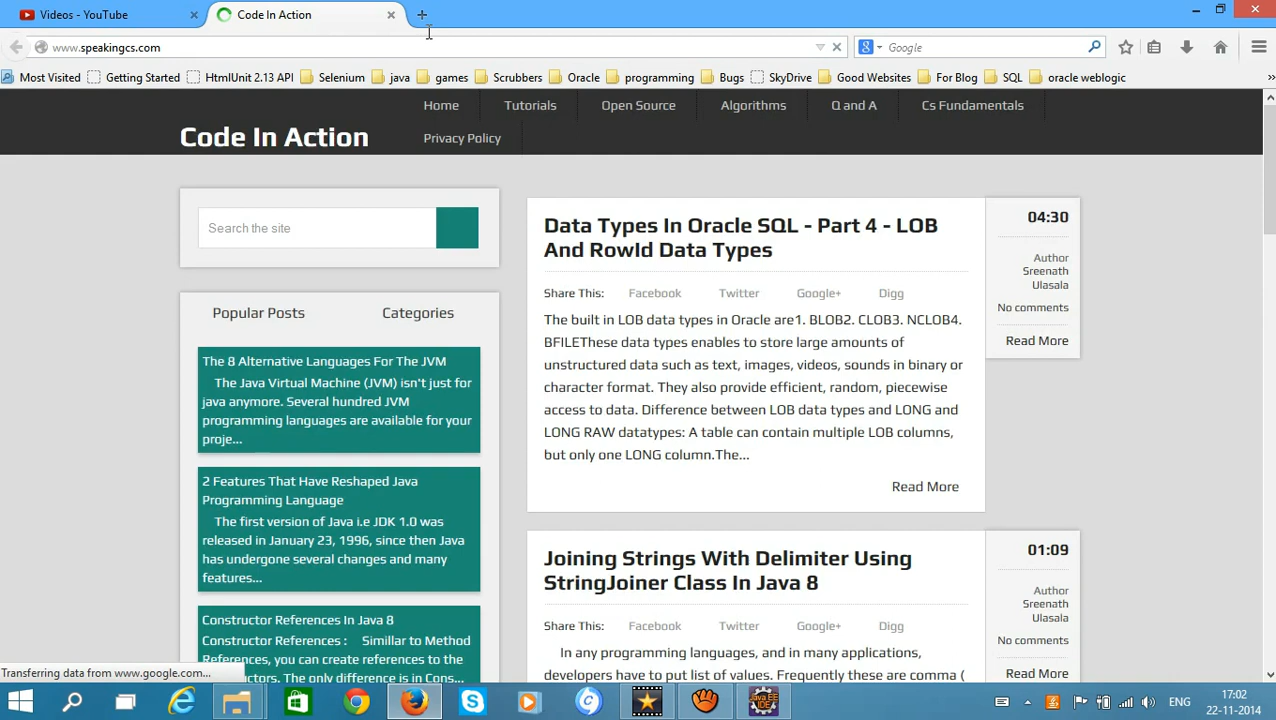 Videos - YouTube
Code In Action
www.speakingcs.com
Google
Most Visited
Getting Started
HtmlUnit 2.13 API
Selenium
java
games
Scrubbers
Oracle
programming
Bugs
SkyDrive
Good Websites
For Blog
SQL
oracle weblogic
Home
Tutorials
Open Source
Algorithms
Q and A
Cs Fundamentals
Code In Action
Privacy Policy
Search the site
Popular Posts
Categories
The 8 Alternative Languages For The JVM
The Java Virtual Machine (JVM) isn't just for
java anymore. Several hundred JVM
programming languages are available for your
proje...
2 Features That Have Reshaped Java
Programming Language
The first version of Java i.e JDK 1.0 was
released in January 23, 1996, since then Java
has undergone several changes and many
features...
Constructor References In Java 8
Constructor References : Simillar to Method
References, you can create references to the
The only difference is in Cons...
Data Types In Oracle SQL - Part 4 - LOB
And RowId Data Types
Share This:
Facebook
Twitter
Google+
Digg
The built in LOB data types in Oracle are1. BLOB2. CLOB3. NCLOB4.
BFILEThese data types enables to store large amounts of
unstructured data such as text, images, videos, sounds in binary or
character format. They also provide efficient, random, piecewise
access to data. Difference between LOB data types and LONG and
LONG RAW datatypes: A table can contain multiple LOB columns,
but only one LONG column.The...
Read More
04:30
Author
Sreenath
Ulasala
No comments
Read More
Joining Strings With Delimiter Using
StringJoiner Class In Java 8
Share This:
Facebook
Twitter
Google+
Digg
In any programming languages, and in many applications,
developers have to put list of values. Frequently these are comma (
01:09
Author
Sreenath
Ulasala
No comments
Read More
Transferring data from www.google.com...
Java EE
IDE
ENG
17:02
22-11-2014